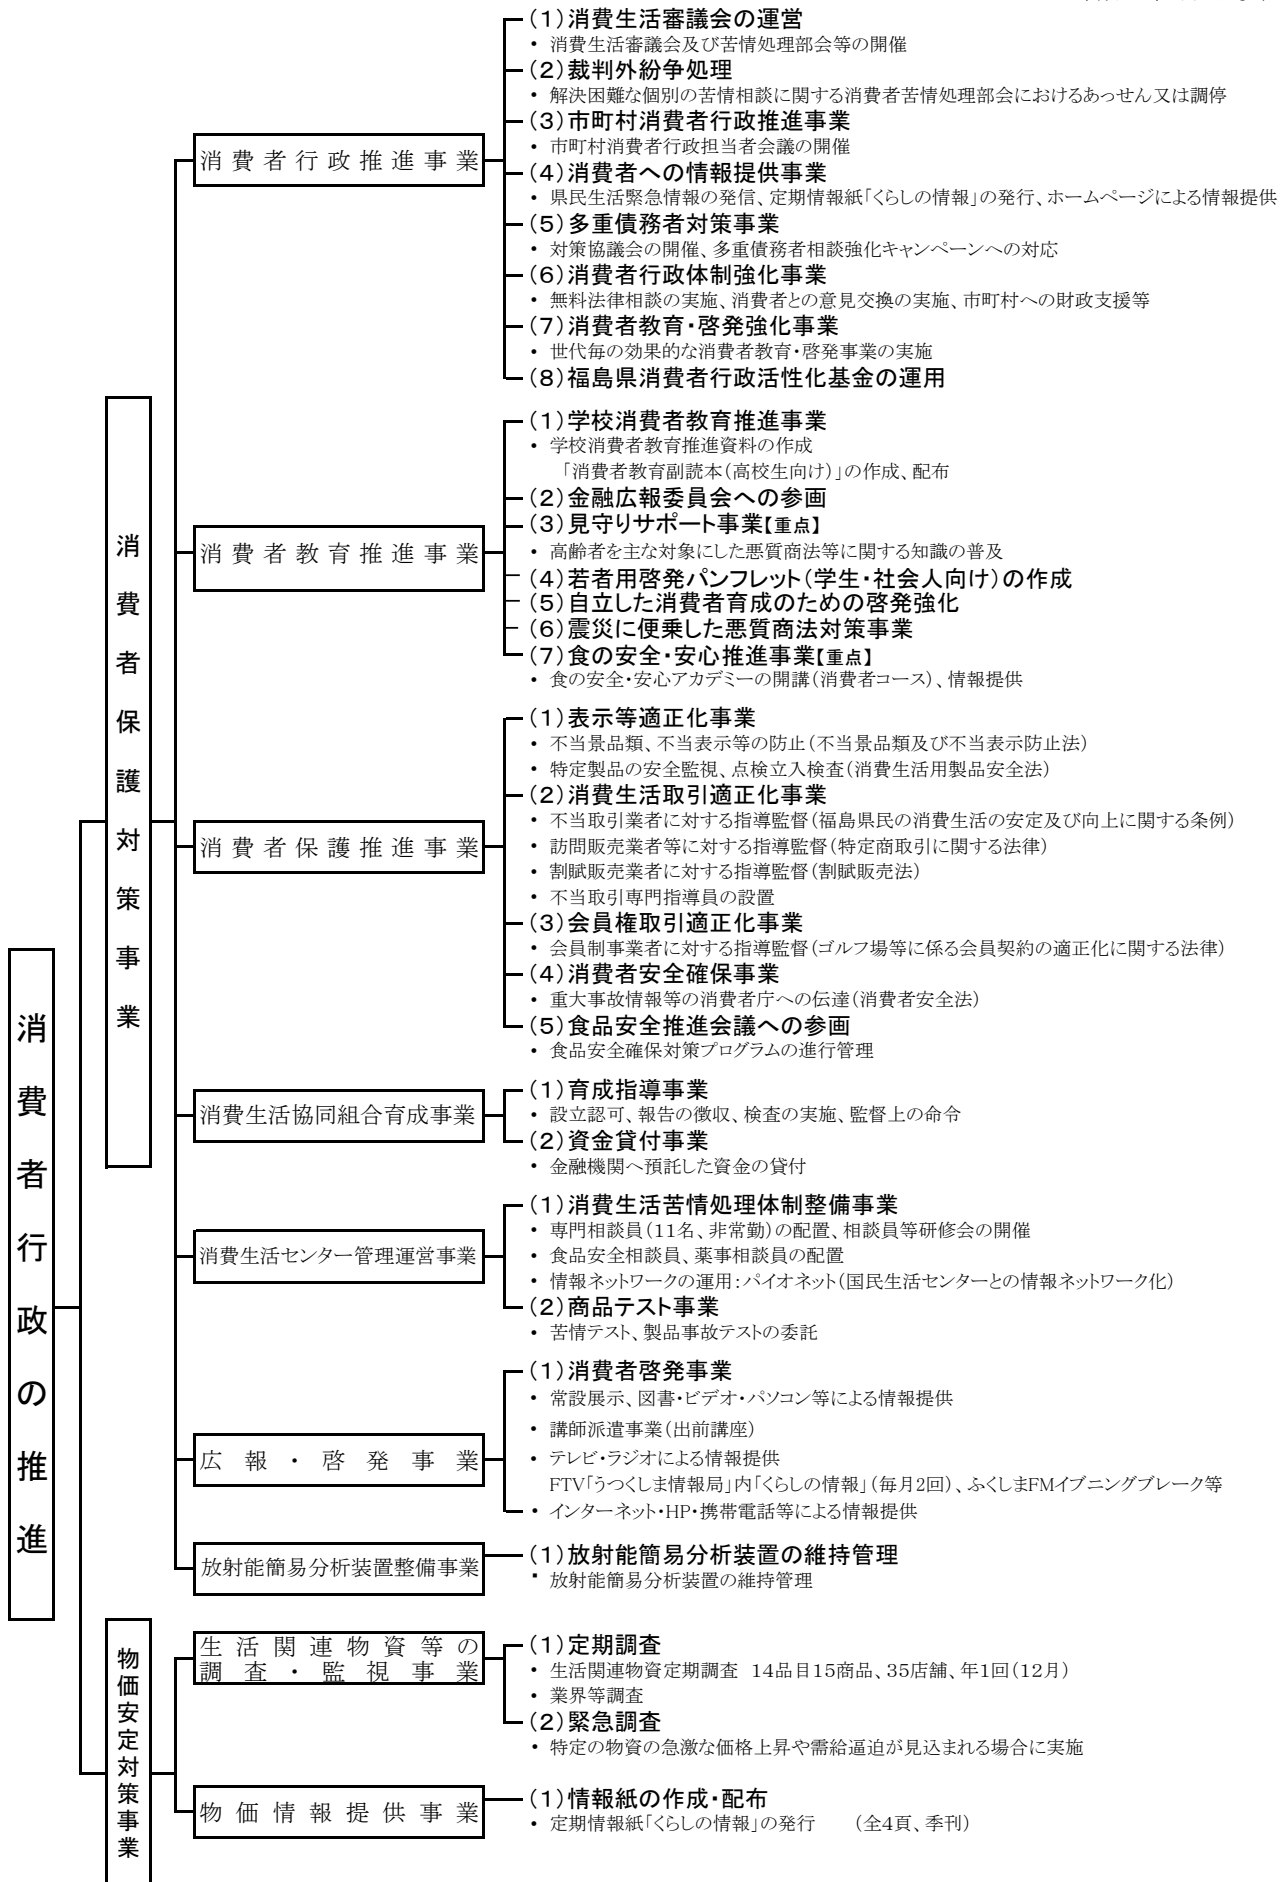 消費者行政の推進
消費者保護対策事業
消費者行政推進事業
(1)消費生活審議会の運営
・ 消費生活審議会及び苦情処理部会等の開催
(2)裁判外紛争処理
・ 解決困難な個別の苦情相談に関する消費者苦情処理部会におけるあっせん又は調停
(3)市町村消費者行政推進事業
・ 市町村消費者行政担当者会議の開催
(4)消費者への情報提供事業
・ 県民生活緊急情報の発信、定期情報紙「くらしの情報」の発行、ホームページによる情報提供
(5)多重債務者対策事業
・ 対策協議会の開催、多重債務者相談強化キャンペーンへの対応
(6)消費者行政体制強化事業
・ 無料法律相談の実施、消費者との意見交換の実施、市町村への財政支援等
(7)消費者教育・啓発強化事業
・ 世代毎の効果的な消費者教育・啓発事業の実施
(8)福島県消費者行政活性化基金の運用
消費者教育推進事業
(1)学校消費者教育推進事業
・ 学校消費者教育推進資料の作成
「消費者教育副読本(高校生向け)」の作成、配布
(2)金融広報委員会への参画
(3)見守りサポート事業【重点】
・ 高齢者を主な対象にした悪質商法等に関する知識の普及
(4)若者用啓発パンフレット(学生・社会人向け)の作成
(5)自立した消費者育成のための啓発強化
(6)震災に便乗した悪質商法対策事業
(7)食の安全・安心推進事業【重点】
・ 食の安全・安心アカデミーの開講(消費者コース)、情報提供
消費者保護推進事業
(1)表示等適正化事業
・ 不当景品類、不当表示等の防止(不当景品類及び不当表示防止法)
・ 特定製品の安全監視、点検立入検査(消費生活用製品安全法)
(2)消費生活取引適正化事業
・ 不当取引業者に対する指導監督(福島県民の消費生活の安定及び向上に関する条例)
・ 訪問販売業者等に対する指導監督(特定商取引に関する法律)
・ 割賦販売業者に対する指導監督(割賦販売法)
・ 不当取引専門指導員の設置
(3)会員権取引適正化事業
・ 会員制事業者に対する指導監督(ゴルフ場等に係る会員契約の適正化に関する法律)
(4)消費者安全確保事業
・ 重大事故情報等の消費者庁への伝達(消費者安全法)
(5)食品安全推進会議への参画
・ 食品安全確保対策プログラムの進行管理
消費生活協同組合育成事業
(1)育成指導事業
・ 設立認可、報告の徴収、検査の実施、監督上の命令
(2)資金貸付事業
・ 金融機関へ預託した資金の貸付
消費生活センター管理運営事業
(1)消費生活苦情処理体制整備事業
・ 専門相談員(11名、非常勤)の配置、相談員等研修会の開催
・ 食品安全相談員、薬事相談員の配置
・ 情報ネットワークの運用:パイオネット(国民生活センターとの情報ネットワーク化)
(2)商品テスト事業
・ 苦情テスト、製品事故テストの委託
広報・啓発事業
(1)消費者啓発事業
・ 常設展示、図書・ビデオ・パソコン等による情報提供
・ 講師派遣事業(出前講座)
・ テレビ・ラジオによる情報提供
FTV「うつくしま情報局」内「くらしの情報」(毎月2回)、ふくしまFMイブニングブレーク等
・ インターネット・HP・携帯電話等による情報提供
放射能簡易分析装置整備事業
(1)放射能簡易分析装置の維持管理
・ 放射能簡易分析装置の維持管理
物価安定対策事業
生活関連物資等の
調査・監視事業
(1)定期調査
・ 生活関連物資定期調査 14品目15商品、35店舗、年1回(12月)
・ 業界等調査
(2)緊急調査
・ 特定の物資の急激な価格上昇や需給逼迫が見込まれる場合に実施
物価情報提供事業
(1)情報紙の作成・配布
・ 定期情報紙「くらしの情報」の発行 (全4頁、季刊)